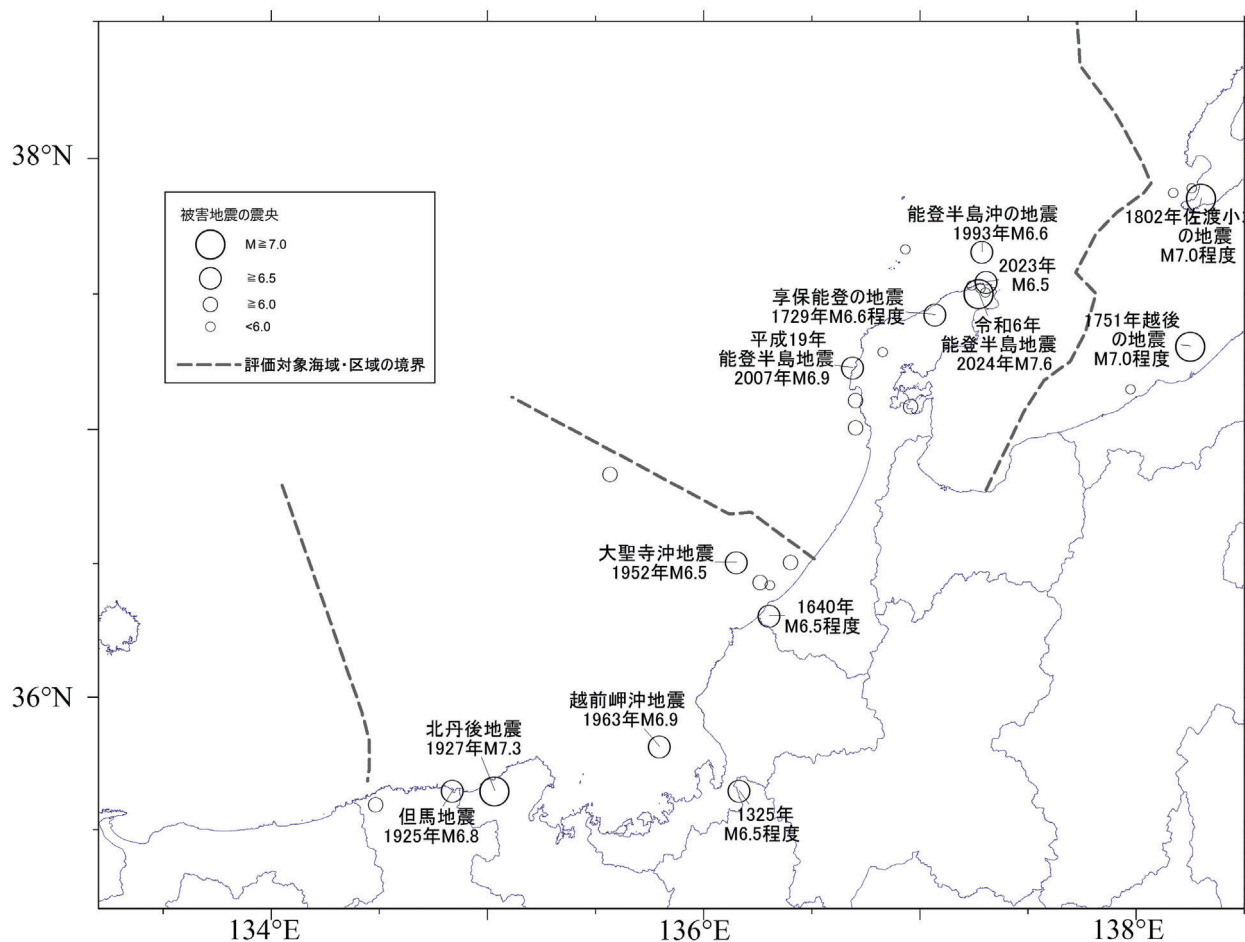 38°N
36°N
134°E
136°E
138°E
被害地震の震央
M≧7.0
≧6.5
≧6.0
<6.0
評価対象海域・区域の境界
能登半島沖の地震
1993年M6.6
2023年
M6.5
享保能登の地震
1729年M6.6程度
平成19年
能登半島地震
2007年M6.9
令和6年
能登半島地震
2024年M7.6
1802年佐渡小
の地震
M7.0程度
1751年越後
の地震
M7.0程度
大聖寺沖地震
1952年M6.5
1640年
M6.5程度
越前岬沖地震
1963年M6.9
北丹後地震
1927年M7.3
但馬地震
1925年M6.8
1325年
M6.5程度